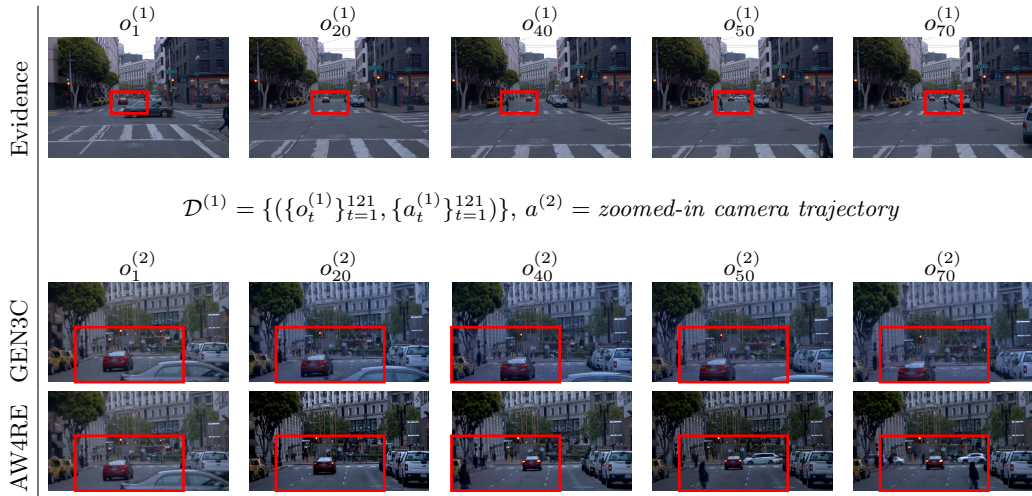 o_1^{(1)} o_{20}^{(1)} o_{40}^{(1)} o_{50}^{(1)} o_{70}^{(1)}
Evidence
𝒟^{(1)} = {({o_t^{(1)}}_{t=1}^{121}, {a_t^{(1)}}_{t=1}^{121})}, a^{(2)} = zoomed-in camera trajectory
o_1^{(2)} o_{20}^{(2)} o_{40}^{(2)} o_{50}^{(2)} o_{70}^{(2)}
GEN3C
AW4RE